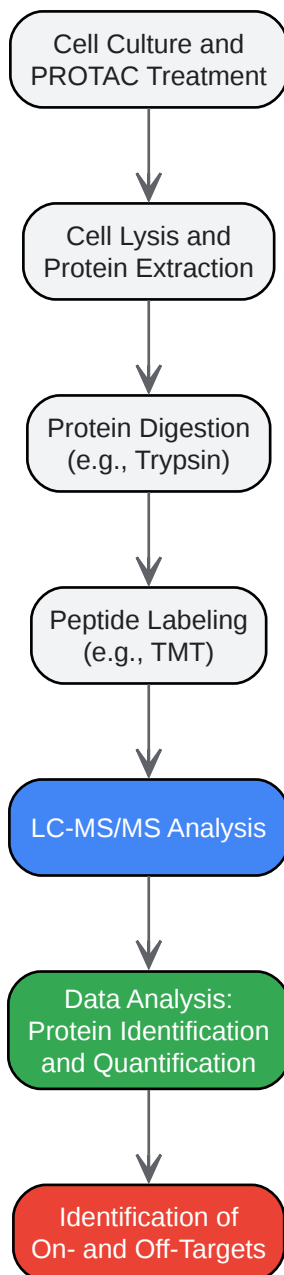 Cell Culture and
PROTAC Treatment
Cell Lysis and
Protein Extraction
Protein Digestion
(e.g., Trypsin)
Peptide Labeling
(e.g., TMT)
LC-MS/MS Analysis
Data Analysis:
Protein Identification
and Quantification
Identification of
On- and Off-Targets